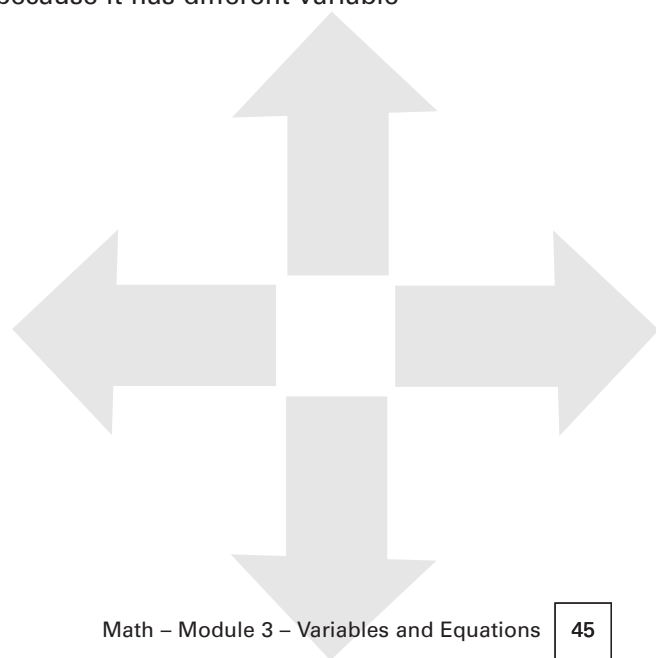 because it has different variable
Math – Module 3 – Variables and Equations 45